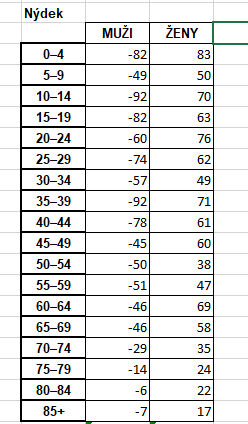 Nýdek
MUŽI ŽENY
0–4 -82 83
5–9 -49 50
10–14 -92 70
15–19 -82 63
20–24 -60 76
25–29 -74 62
30–34 -57 49
35–39 -92 71
40–44 -78 61
45–49 -45 60
50–54 -50 38
55–59 -51 47
60–64 -46 69
65–69 -46 58
70–74 -29 35
75–79 -14 24
80–84 -6 22
85+ -7 17